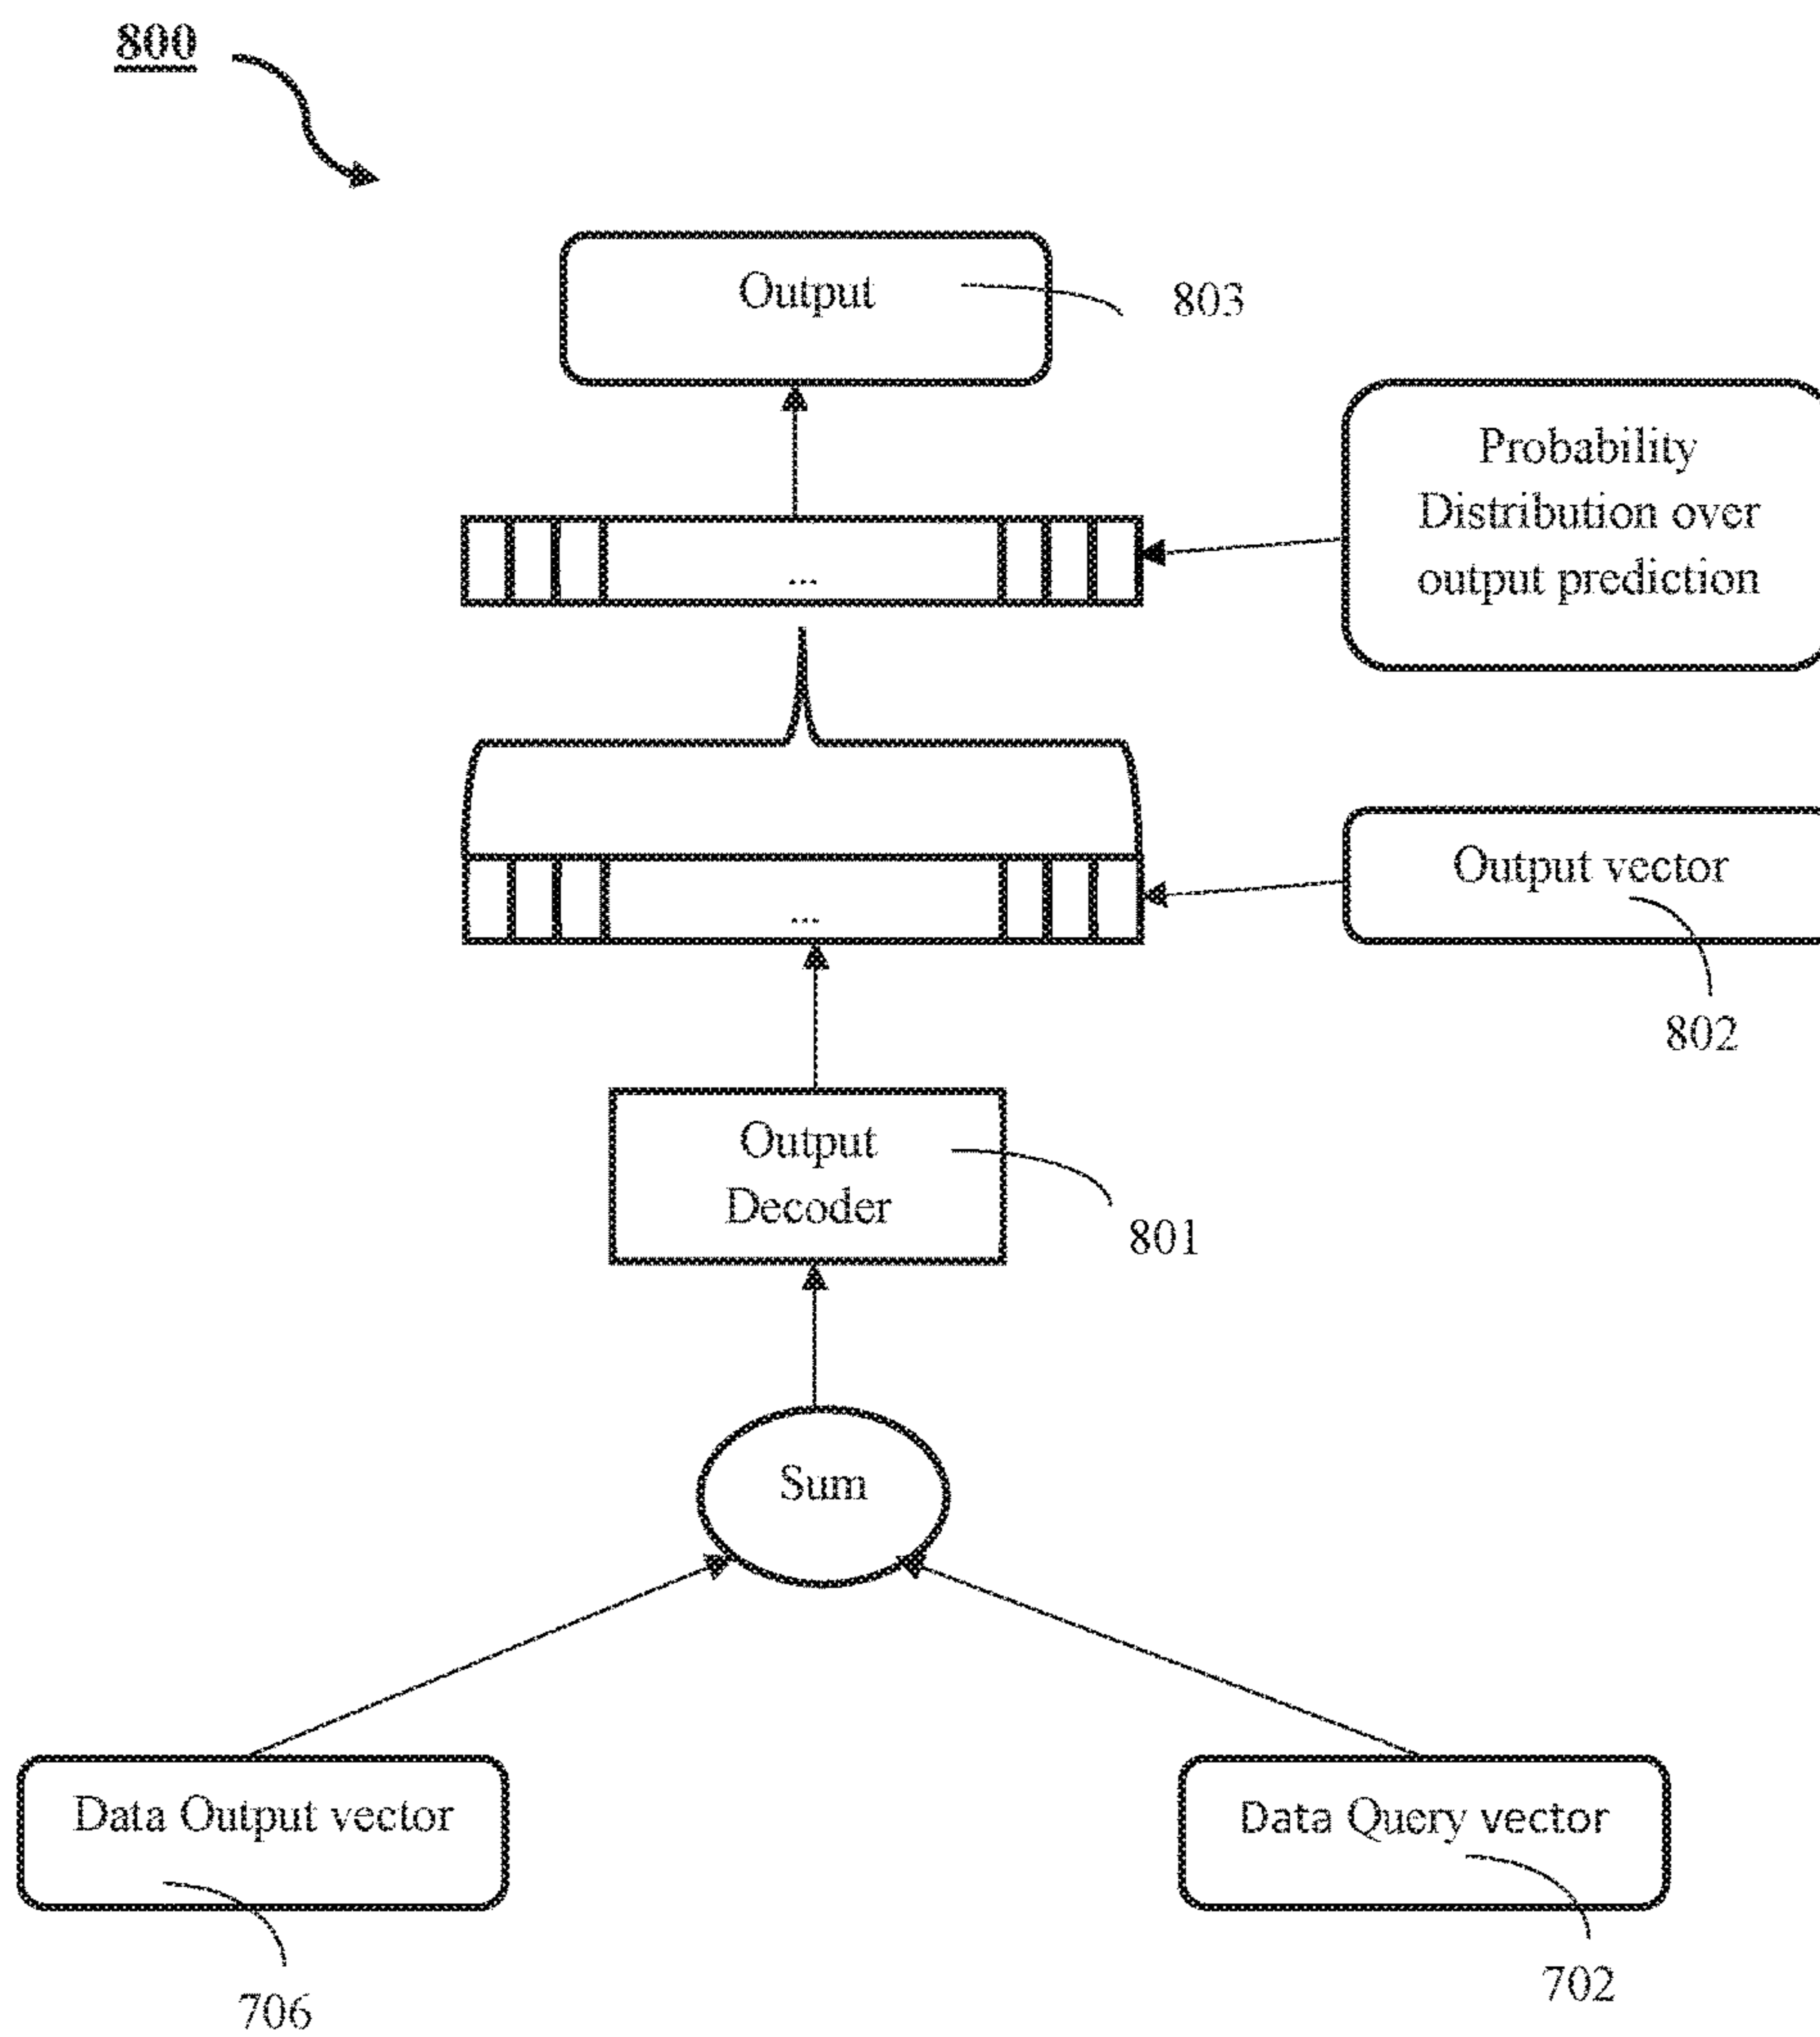 800
Output
803
Probability
Distribution over
output prediction
...
Output vector
...
802
Output
Decoder
801
Sum
Data Output vector
Data Query vector
706
702